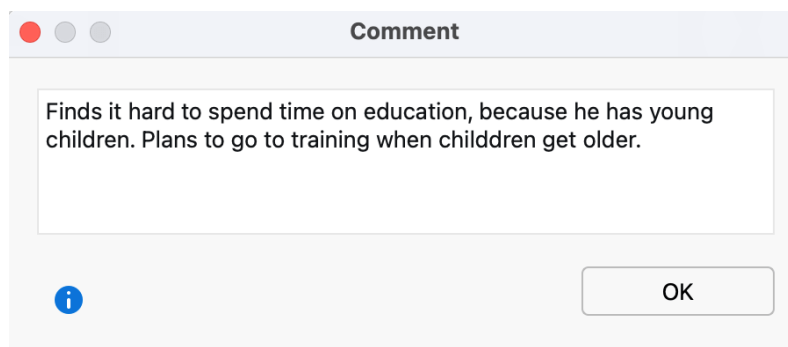 Comment
Finds it hard to spend time on education, because he has young
children. Plans to go to training when childdren get older.
OK